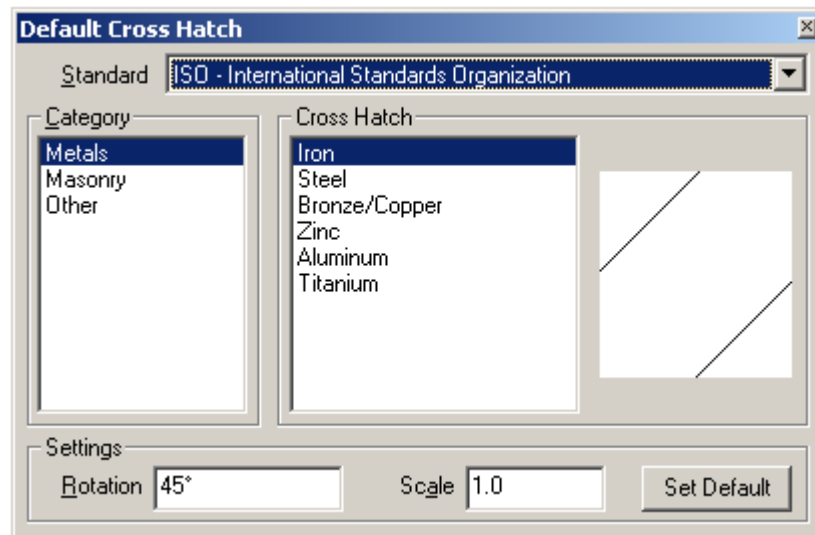 Default Cross Hatch
Standard ISO - International Standards Organization
Category
Metals
Masonry
Other
Cross Hatch
Iron
Steel
Bronze/Copper
Zinc
Aluminum
Titanium
Settings
Rotation 45° Scale 1.0 Set Default